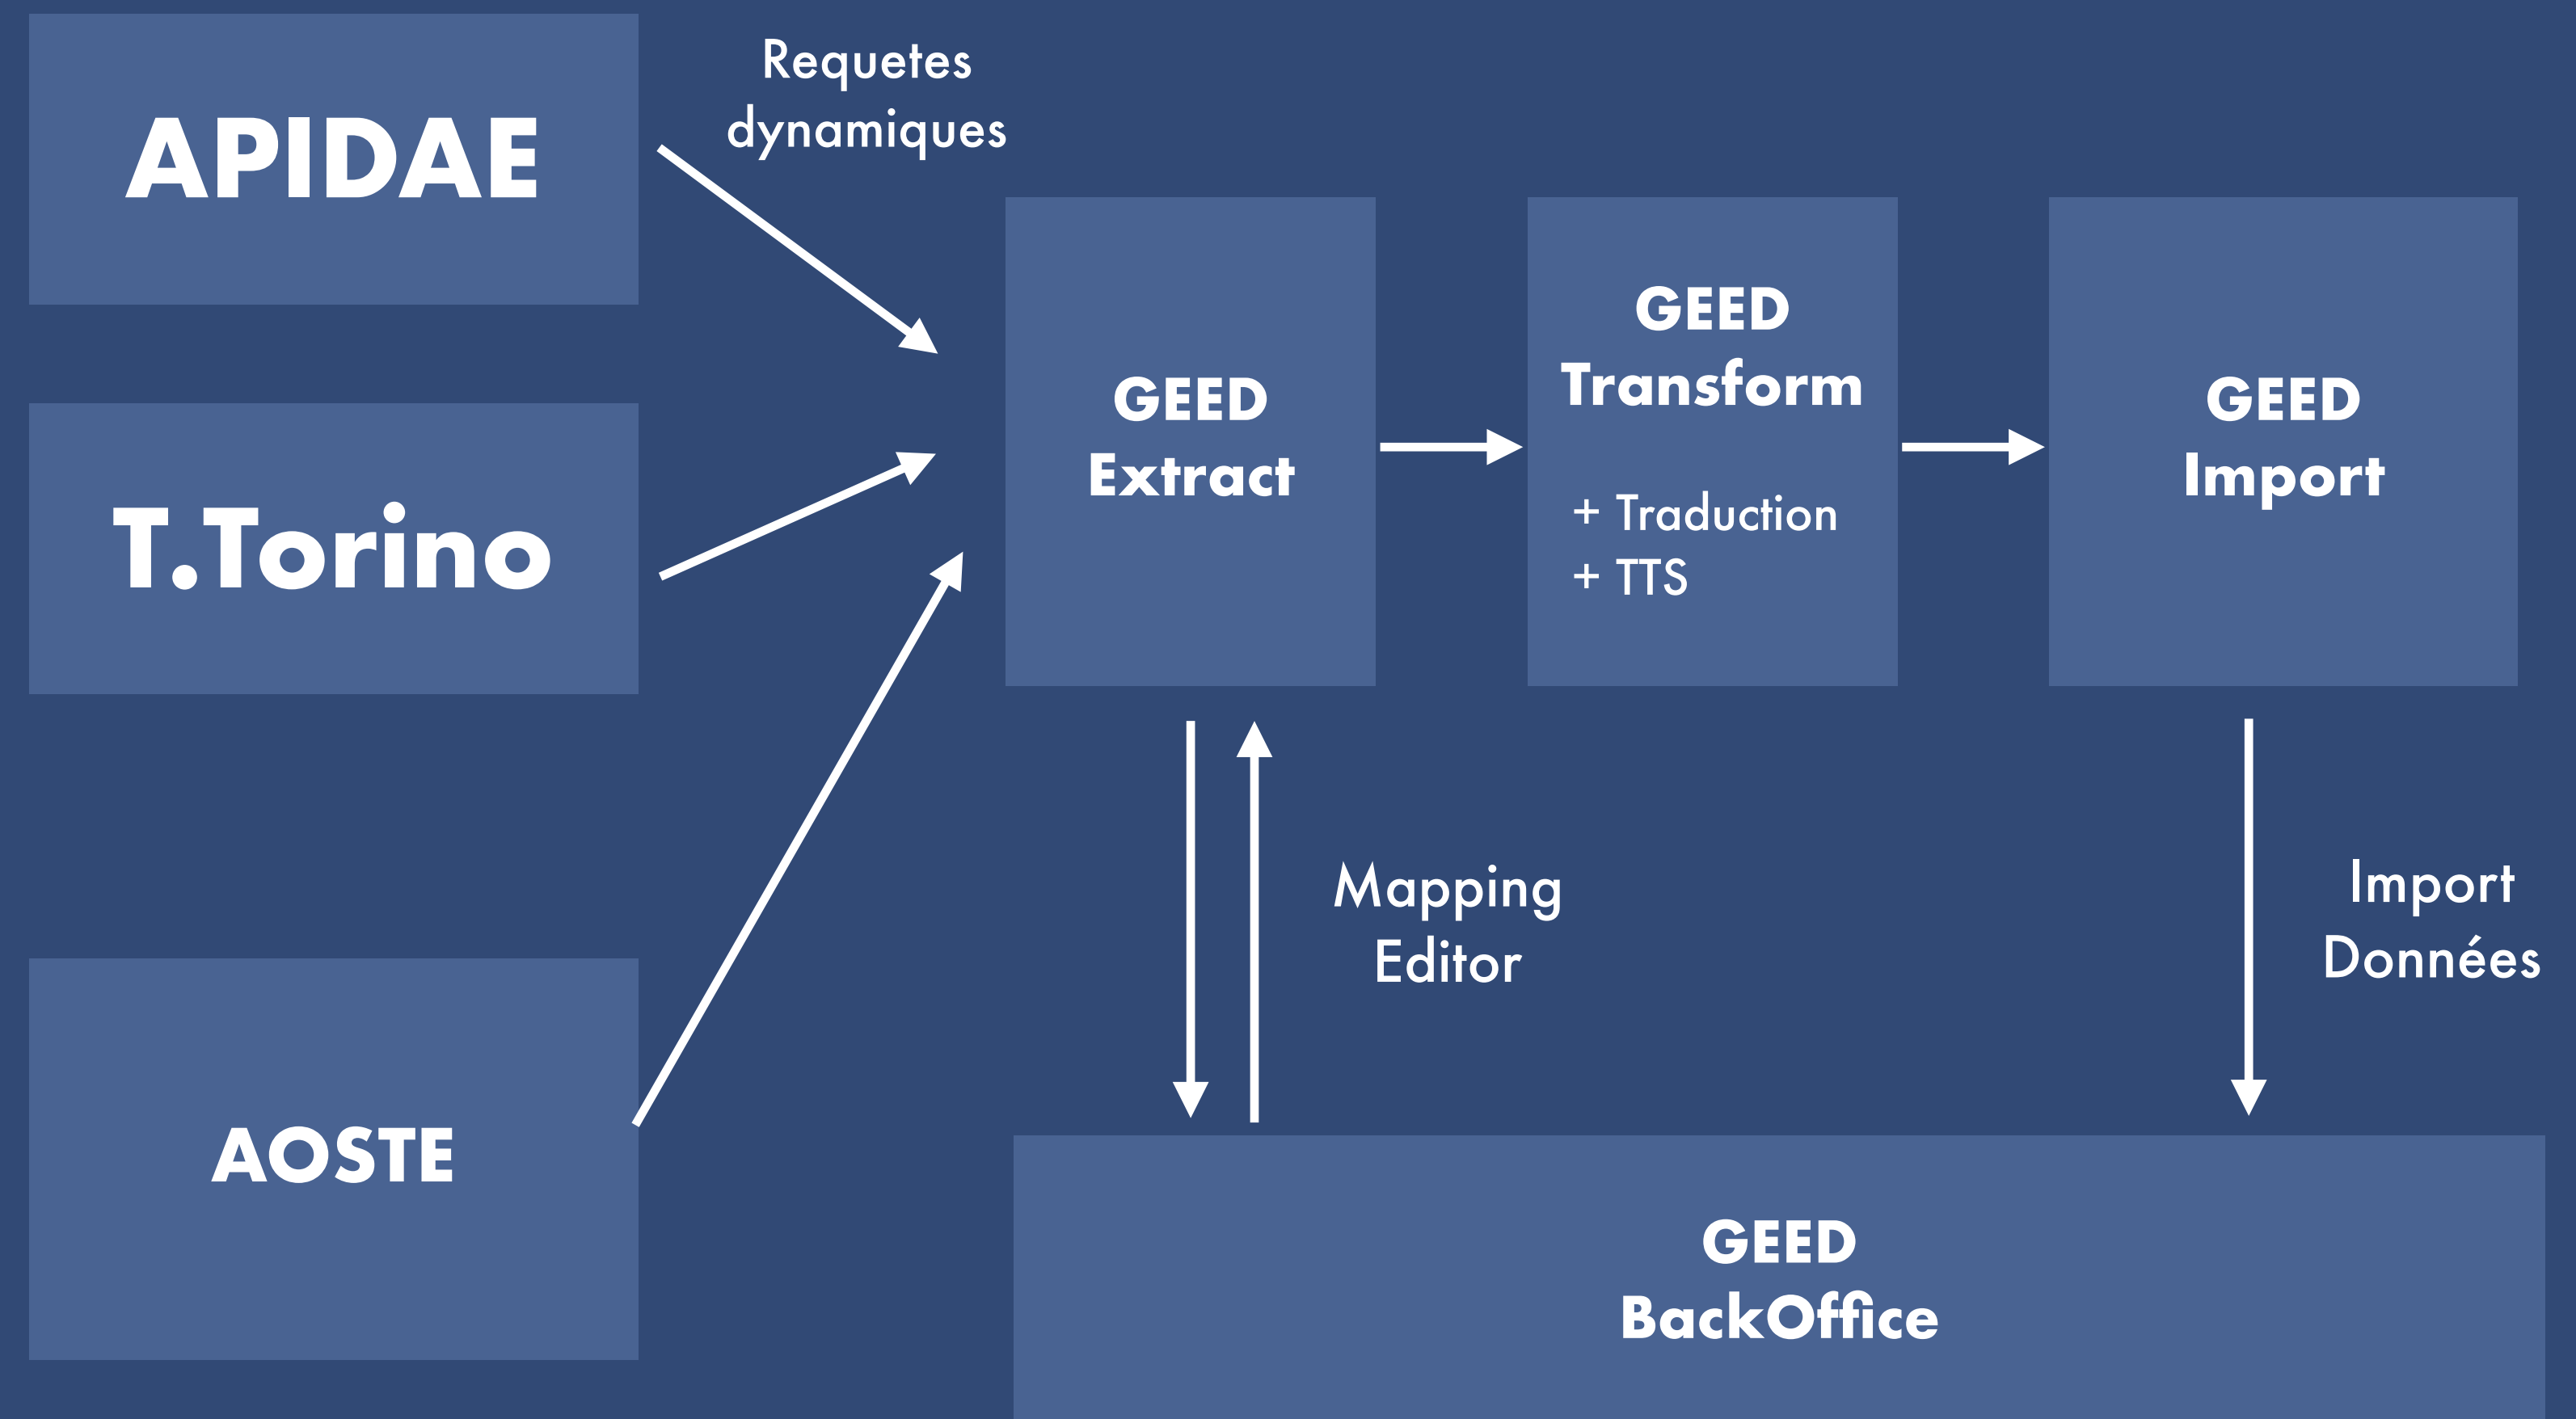 APIDAE
Requetes
dynamiques
T.Torino
AOSTE
GEED
Extract
GEED
Transform
+ Traduction
+ TTS
GEED
Import
Mapping
Editor
Import
Données
GEED
BackOffice